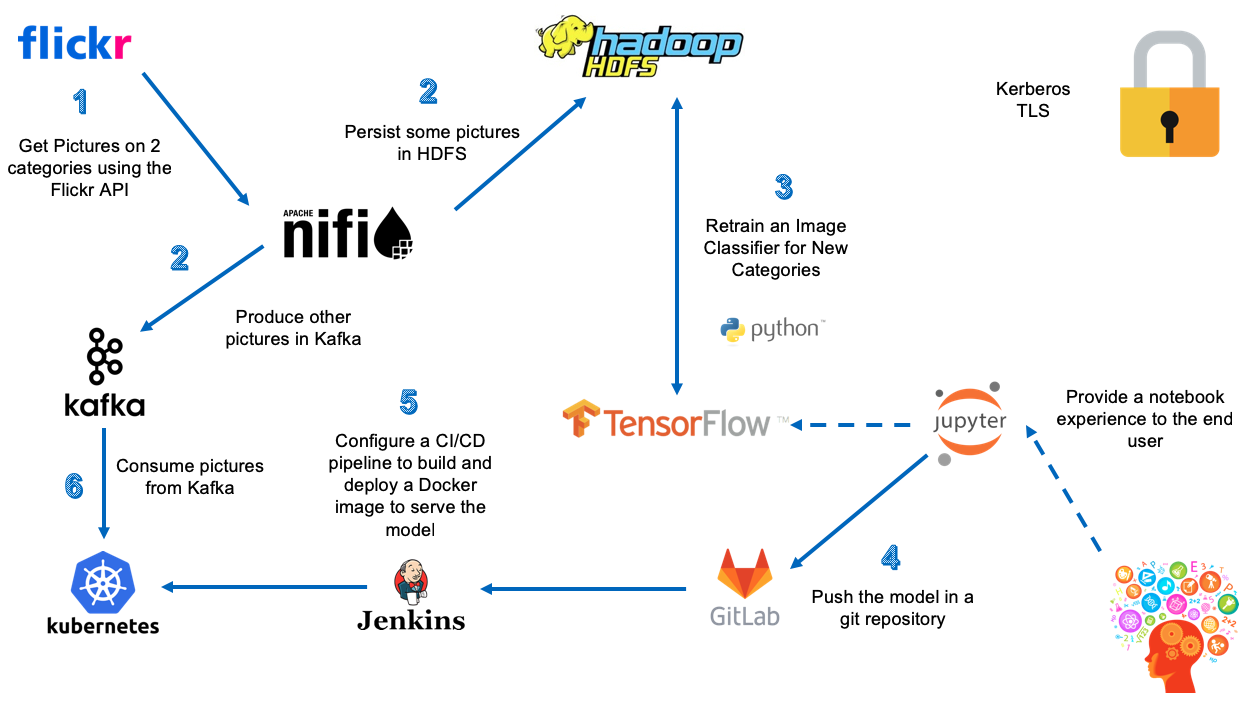 flickr
1
Get Pictures on 2
categories using the
Flickr API
hadoop
HDFS
2
Persist some pictures
in HDFS
Kerberos
TLS
APACHE
nifi
2
Produce other
pictures in Kafka
kafka
3
Retrain an Image
Classifier for New
Categories
python™
TensorFlow™
jupyter
Provide a notebook
experience to the end
user
5
Configure a CI/CD
pipeline to build and
deploy a Docker
image to serve the
model
6
Consume pictures
from Kafka
kubernetes
Jenkins
GitLab
4
Push the model in a
git repository